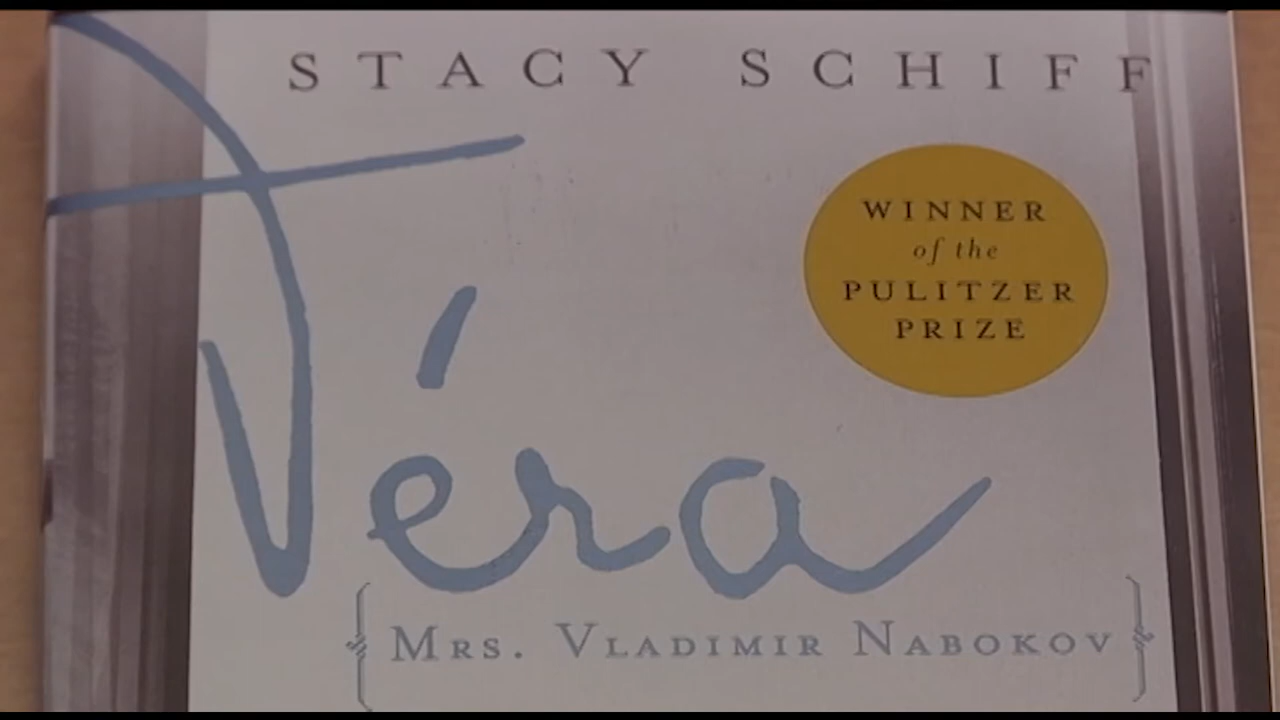 STACY SCHIFF
WINNER
of the
PULITZER
PRIZE
Véra
{MRS. VLADIMIR NABOKOV}